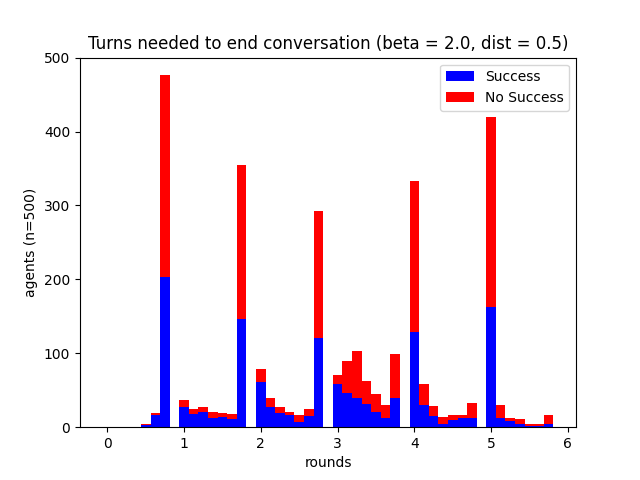 Turns needed to end conversation (beta = 2.0, dist = 0.5)
500
400
300
200
100
0
agents (n=500)
Success
No Success
0 1 2 3 4 5 6
rounds